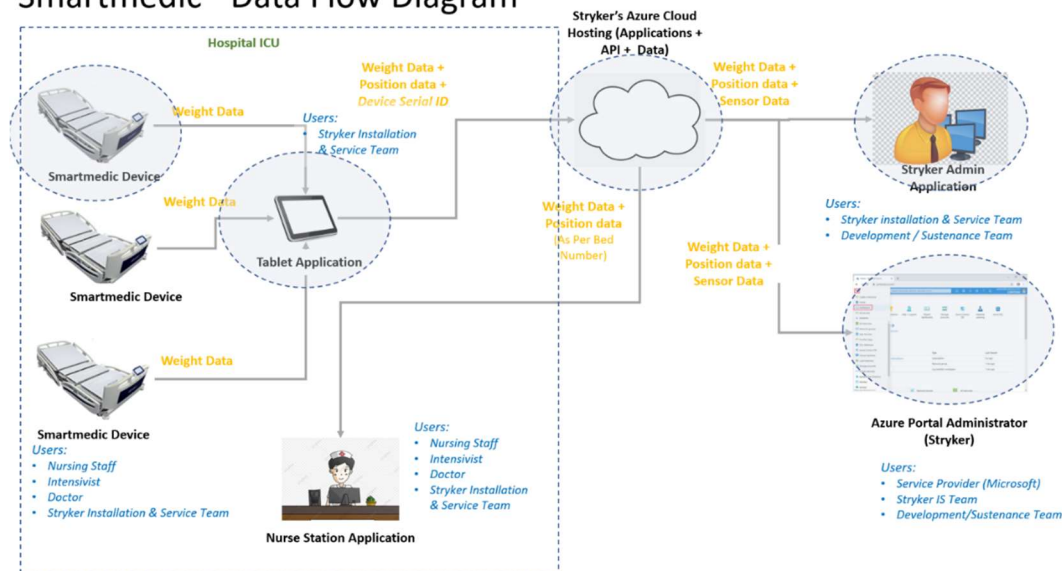 Smartmedic - Data Flow Diagram
Stryker's Azure Cloud
Hosting (Applications +
API + Data)
Hospital ICU
Weight Data +
Position data +
Device Serial ID
Weight Data +
Position data +
Sensor Data
Weight Data
Users:
• Stryker Installation
& Service Team
Smartmedic Device
Stryker Admin
Application
Weight Data
Weight Data +
Position data
(As Per Bed
Number)
Users:
• Stryker installation & Service Team
• Development / Sustenance Team
Weight Data +
Position data +
Sensor Data
Tablet Application
Smartmedic Device
Weight Data
Azure Portal Administrator
(Stryker)
Smartmedic Device
Users:
• Nursing Staff
• Intensivist
• Doctor
• Stryker Installation & Service Team
Users:
• Nursing Staff
• Intensivist
• Doctor
• Stryker Installation
& Service Team
Users:
• Service Provider (Microsoft)
• Stryker IS Team
• Development/Sustenance Team
Nurse Station Application